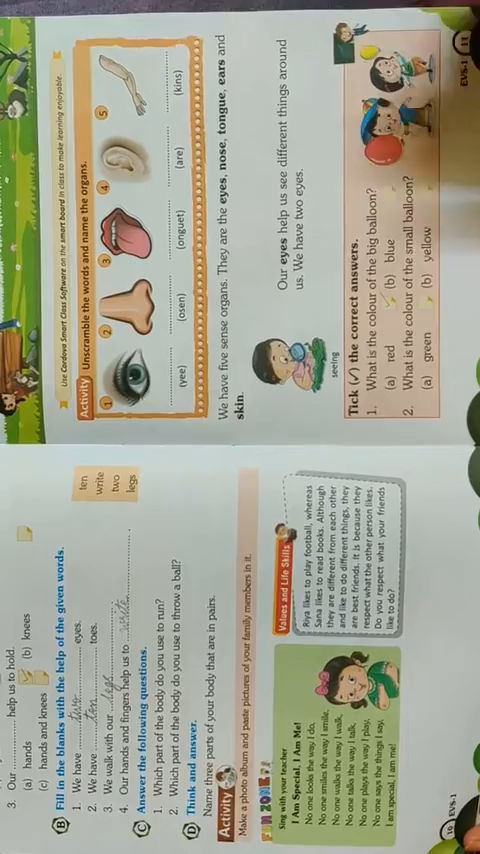 3. Our ............ help us to hold.
(a) hands (b) knees
(c) hands and knees
B Fill in the blanks with the help of the given words.
1. We have two eyes.
2. We have ten toes.
3. We walk with our legs
4. Our hands and fingers help us to write.
ten
write
two
legs
C Answer the following questions.
1. Which part of the body do you use to run?
2. Which part of the body do you use to throw a ball?
D Think and answer.
Name three parts of your body that are in pairs.
Activity
Make a photo album and paste pictures of your family members in it.
FUN ZONE
Sing with your teacher
I Am Special, I Am Me!
No one looks the way I do,
No one smiles the way I smile,
No one walks the way I walk,
No one talks the way I talk,
No one plays the way I play,
No one says the things I say,
I am special, I am me!
Values and Life Skills
Riya likes to play football, whereas
Sana likes to read books. Although
they are different from each other
and like to do different things, they
are best friends. It is because they
respect what the other person likes.
Do you respect what your friends
like to do?
10 EVS-1
Use Cordova Smart Class Software on the smart board in class to make learning enjoyable.
Activity Unscramble the words and name the organs.
1 2 3 4 5
(yee) (osen) (onguet) (are) (kins)
We have five sense organs. They are the eyes, nose, tongue, ears and
skin.
Our eyes help us see different things around
us. We have two eyes.
seeing
Tick (✓) the correct answers.
1. What is the colour of the big balloon?
(a) red (b) blue
2. What is the colour of the small balloon?
(a) green (b) yellow
EVS-1 11